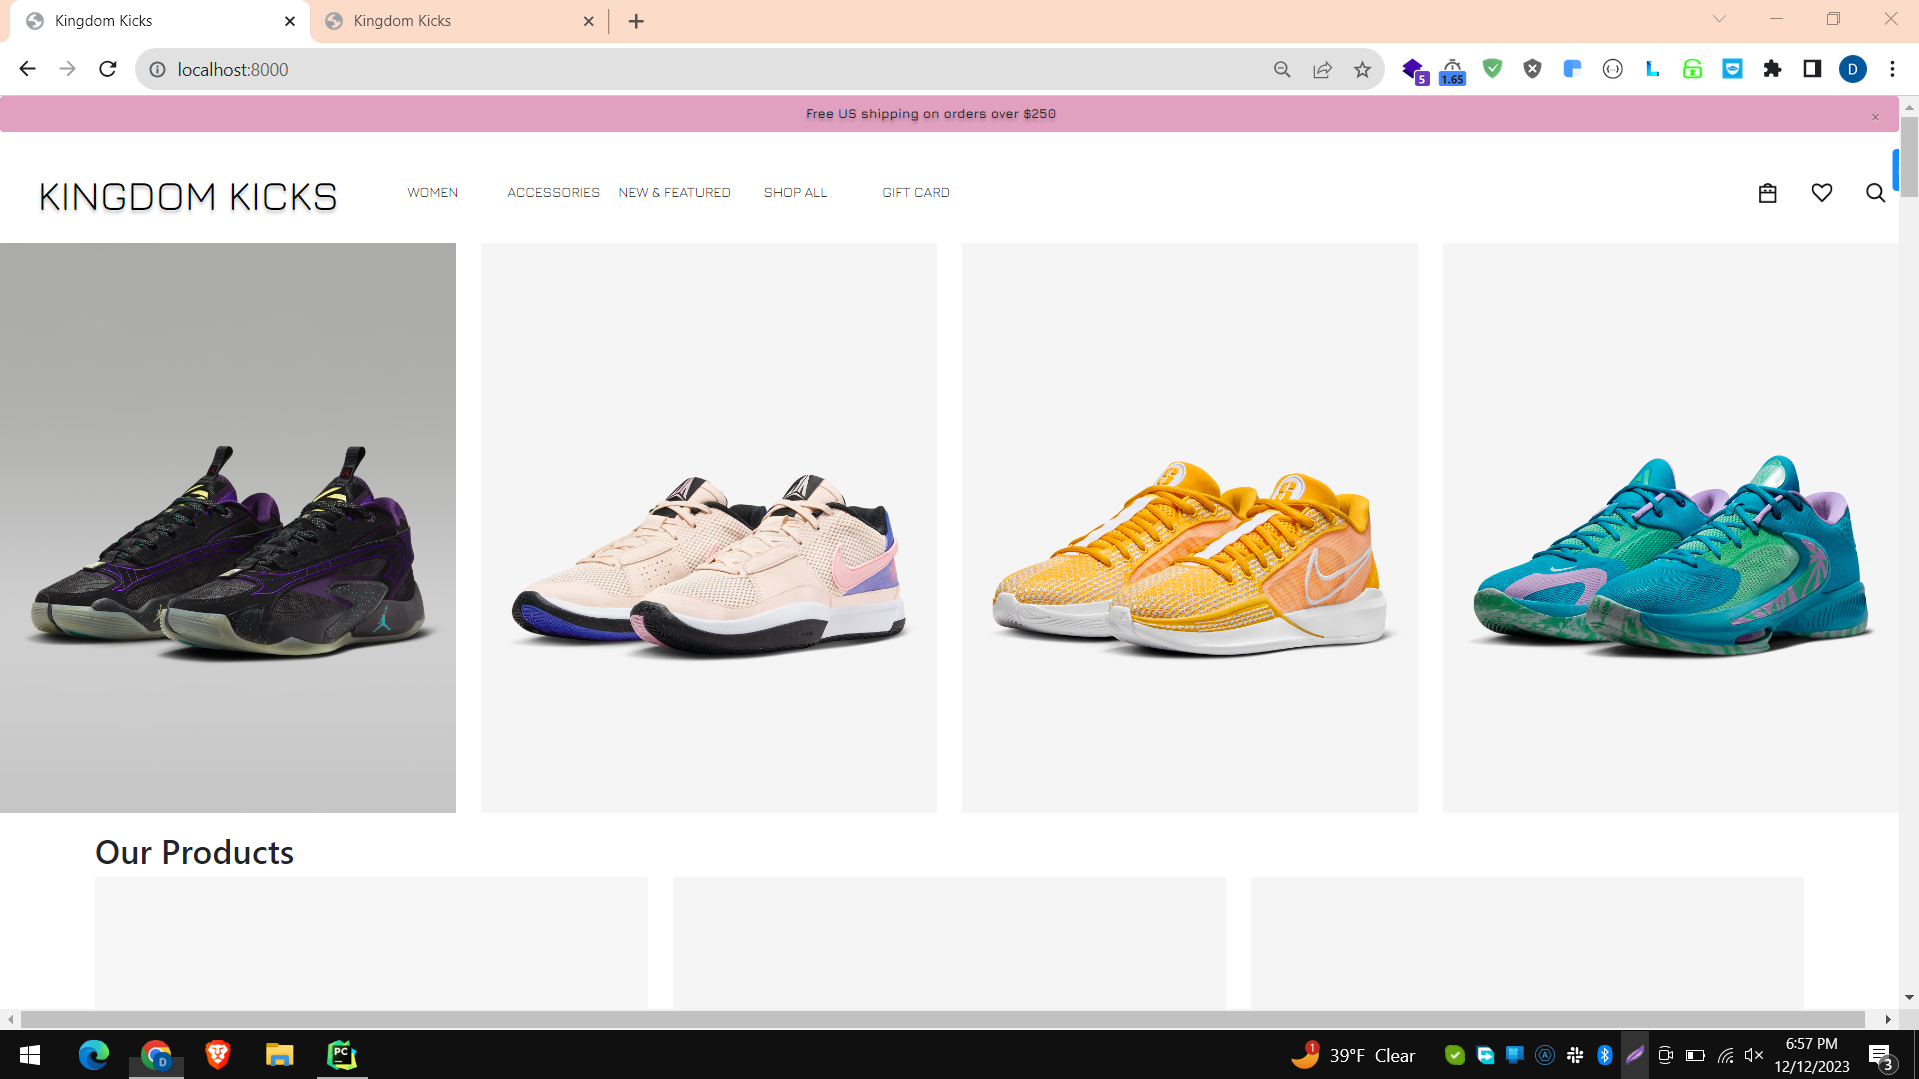 Kingdom Kicks
Kingdom Kicks
localhost:8000
5
1.65
D
Free US shipping on orders over $250
×
KINGDOM KICKS
WOMEN
ACCESSORIES
NEW & FEATURED
SHOP ALL
GIFT CARD
Our Products
D
PC
1
39°F Clear
6:57 PM
12/12/2023
3